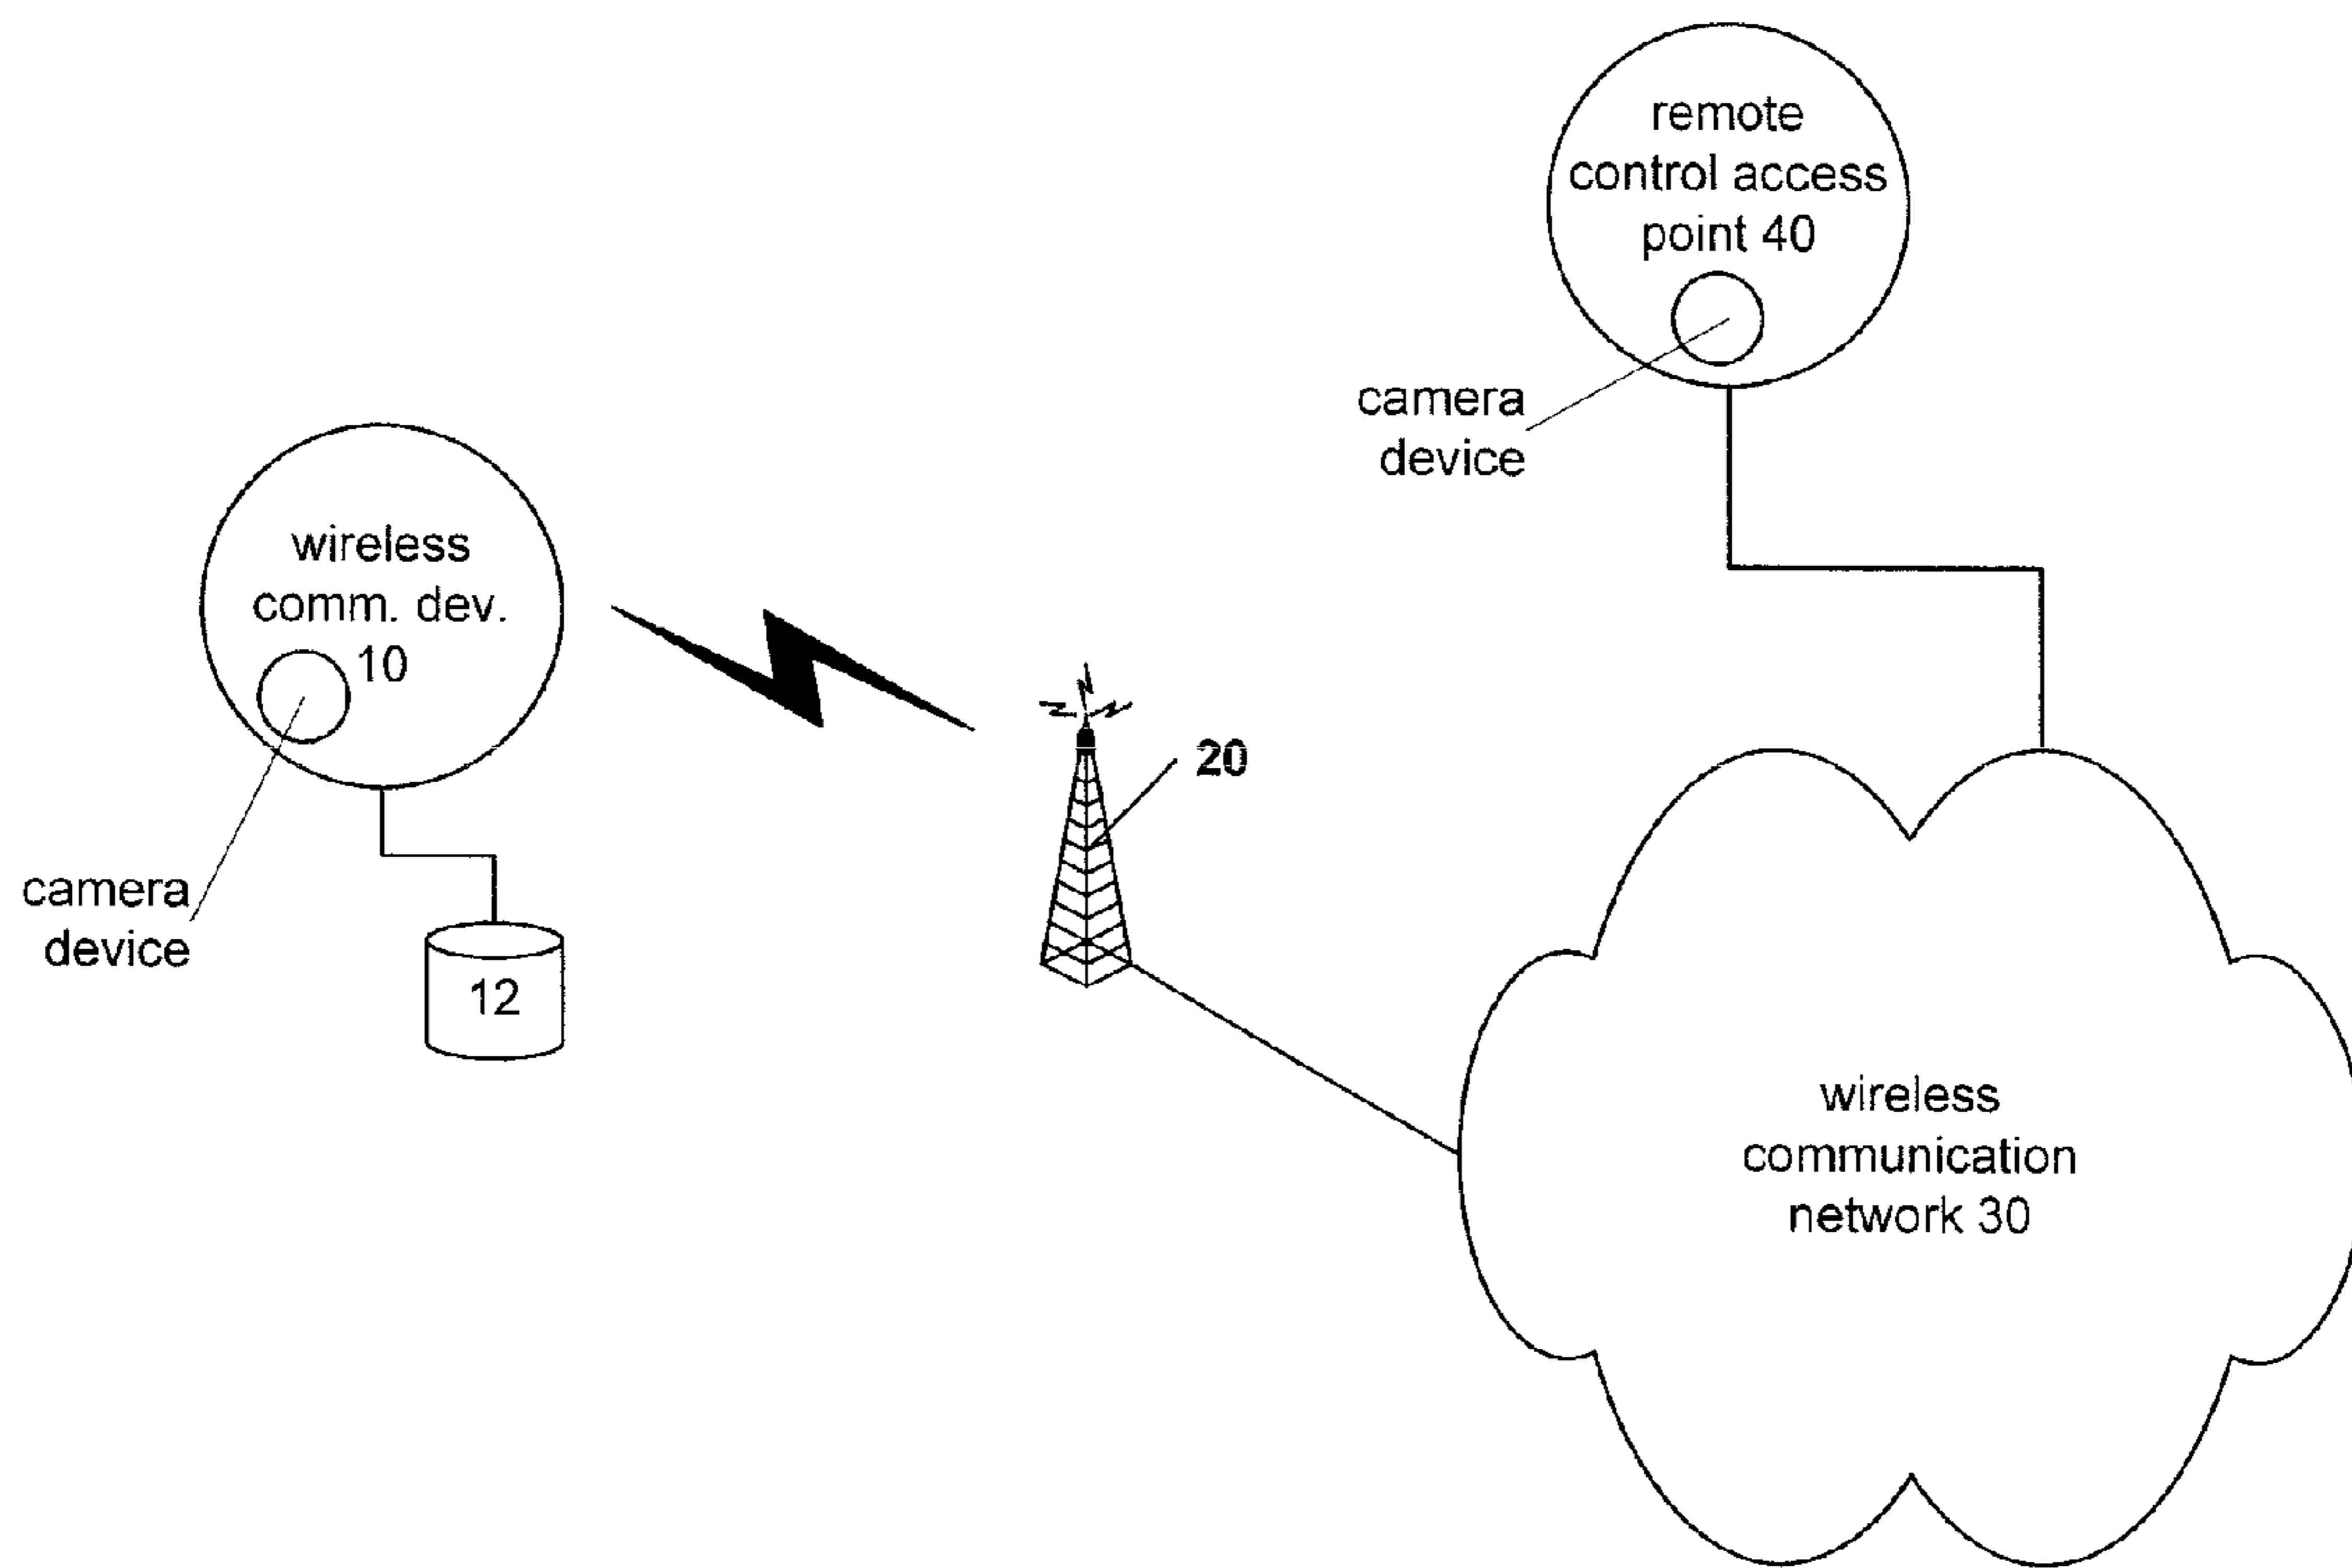 remote
control access
point 40
camera
device
wireless
comm. dev.
10
camera
device
12
20
wireless
communication
network 30